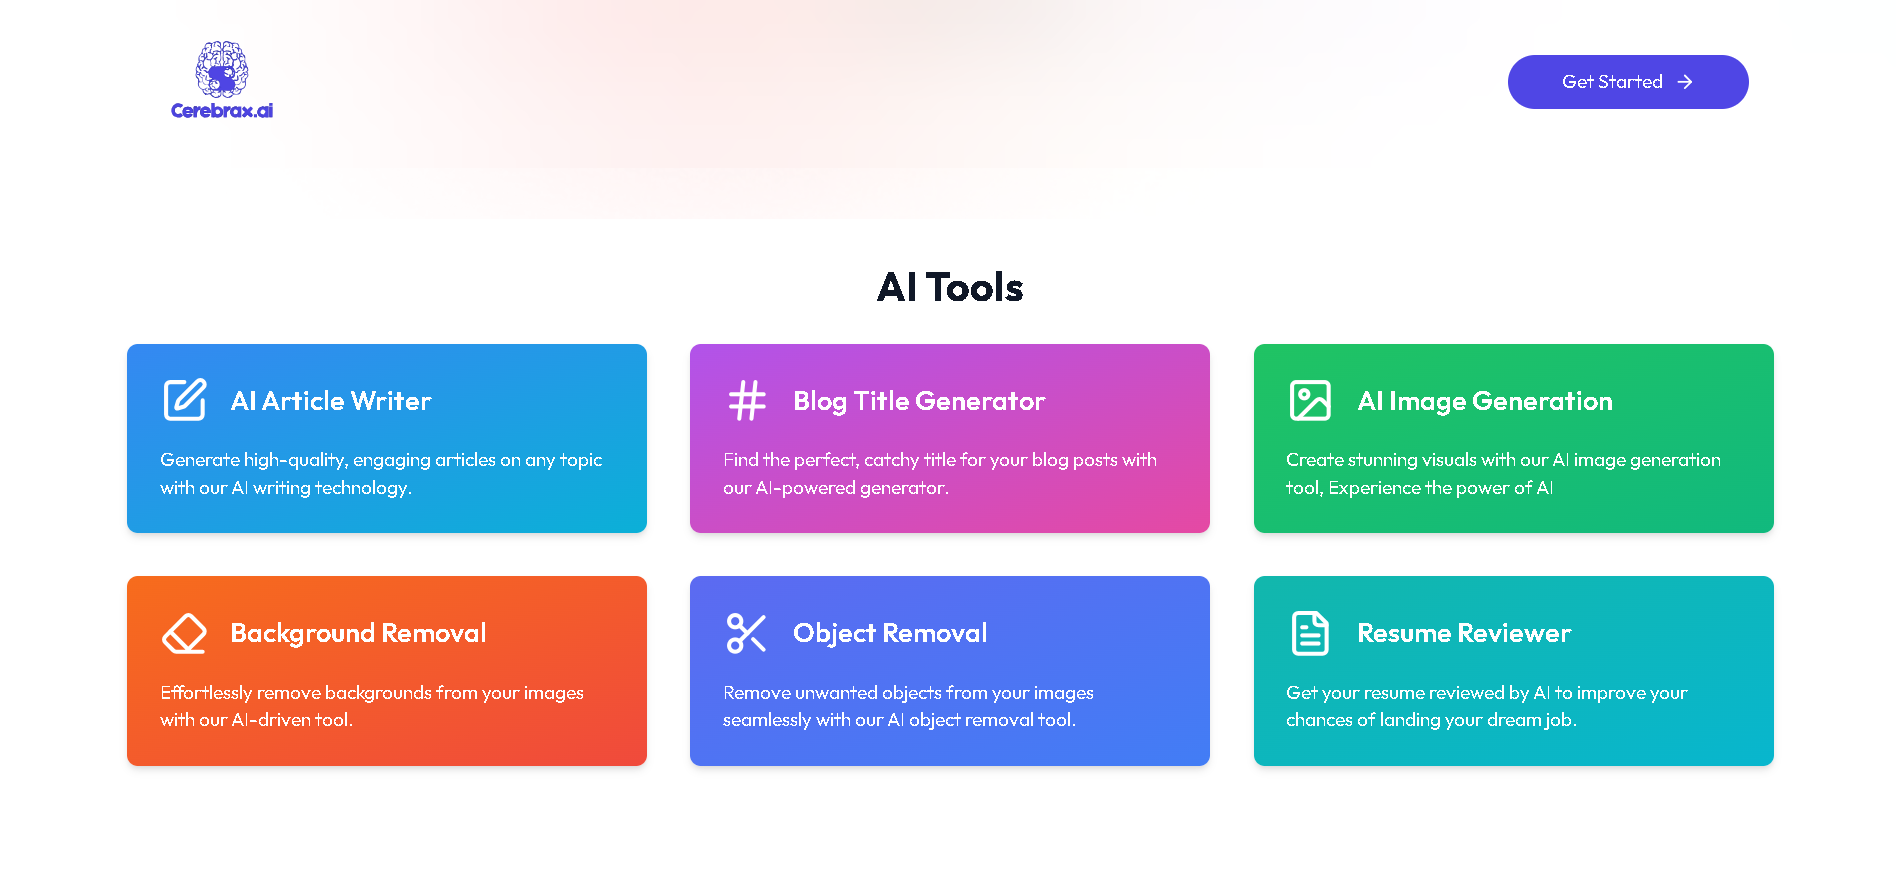 Cerebrax.ai
Get Started
AI Tools
AI Article Writer
Generate high-quality, engaging articles on any topic
with our AI writing technology.
Blog Title Generator
Find the perfect, catchy title for your blog posts with
our AI-powered generator.
AI Image Generation
Create stunning visuals with our AI image generation
tool, Experience the power of AI
Background Removal
Effortlessly remove backgrounds from your images
with our AI-driven tool.
Object Removal
Remove unwanted objects from your images
seamlessly with our AI object removal tool.
Resume Reviewer
Get your resume reviewed by AI to improve your
chances of landing your dream job.